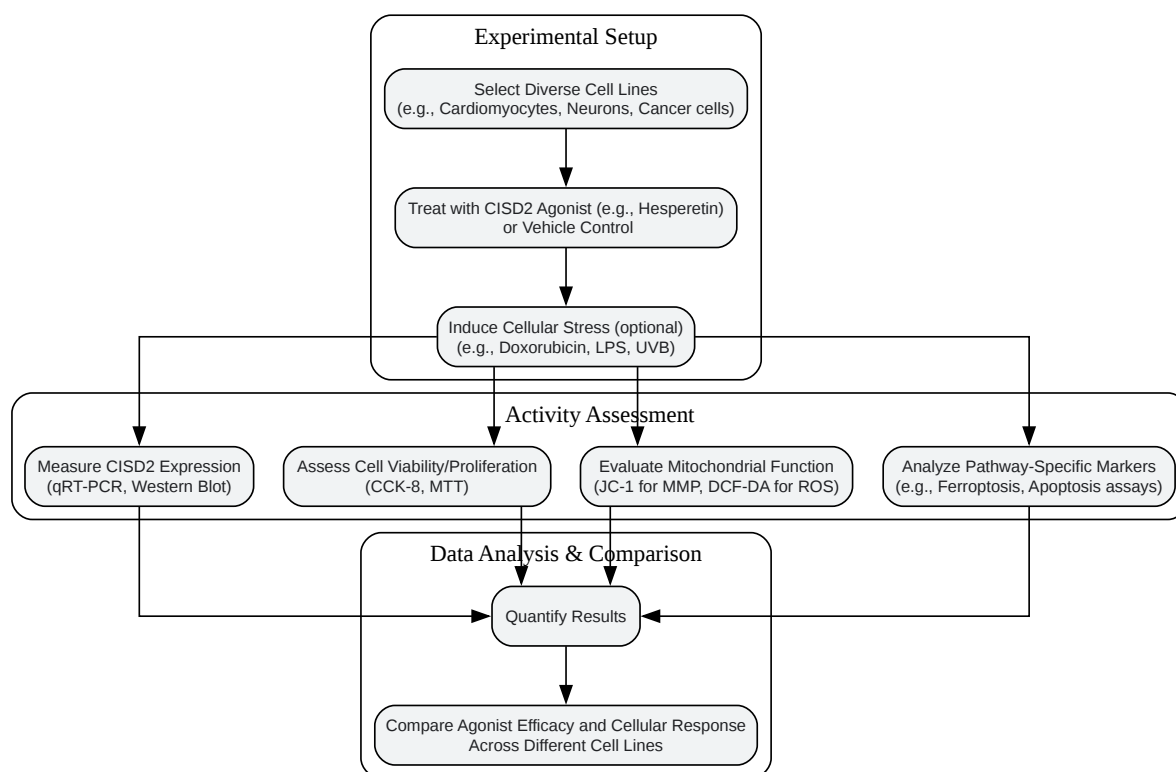 Experimental Setup
Select Diverse Cell Lines
(e.g., Cardiomyocytes, Neurons, Cancer cells)
Treat with CISD2 Agonist (e.g., Hesperetin)
or Vehicle Control
Induce Cellular Stress (optional)
(e.g., Doxorubicin, LPS, UVB)
Activity Assessment
Measure CISD2 Expression
(qRT-PCR, Western Blot)
Assess Cell Viability/Proliferation
(CCK-8, MTT)
Evaluate Mitochondrial Function
(JC-1 for MMP, DCF-DA for ROS)
Analyze Pathway-Specific Markers
(e.g., Ferroptosis, Apoptosis assays)
Data Analysis & Comparison
Quantify Results
Compare Agonist Efficacy and Cellular Response
Across Different Cell Lines